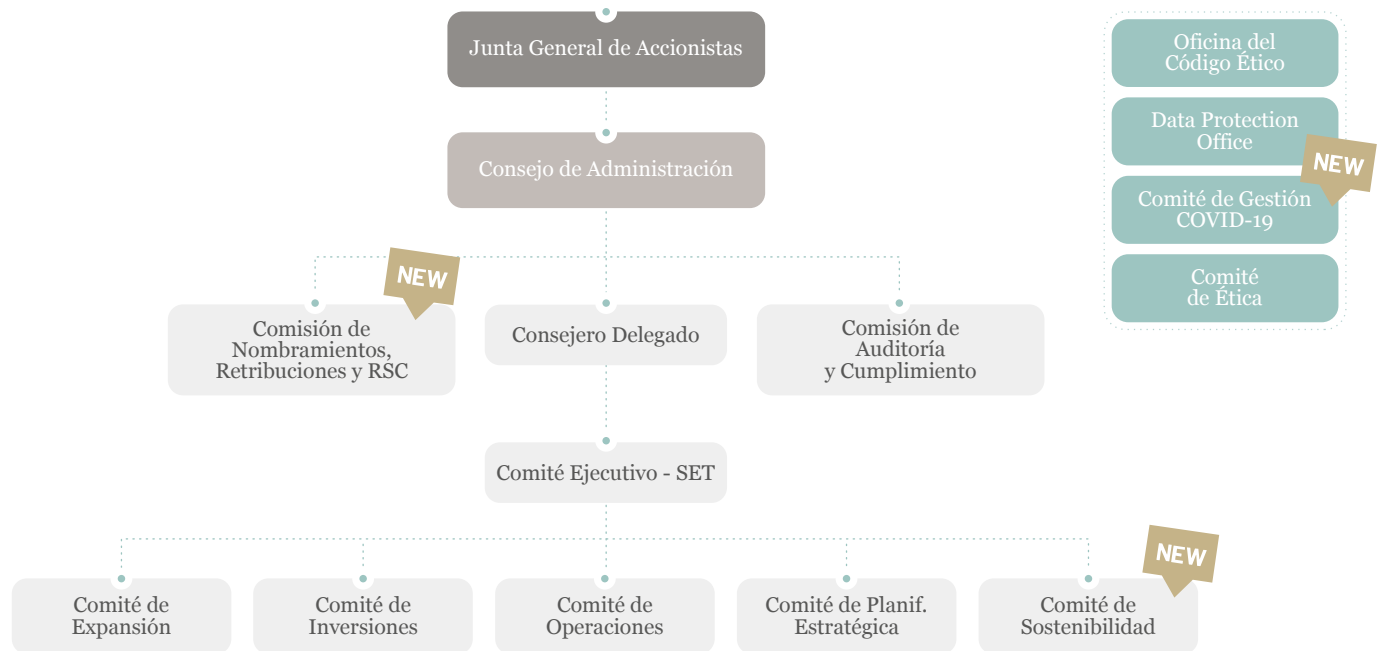 Junta General de Accionistas
Consejo de Administración
NEW
Comisión de
Nombramientos,
Retribuciones y RSC
Consejero Delegado
Comisión de
Auditoría
y Cumplimiento
Comité Ejecutivo - SET
Comité de
Expansión
Comité de
Inversiones
Comité de
Operaciones
Comité de Planif.
Estratégica
NEW
Comité de
Sostenibilidad
Oficina del
Código Ético
Data Protection
Office
NEW
Comité de Gestión
COVID-19
Comité
de Ética